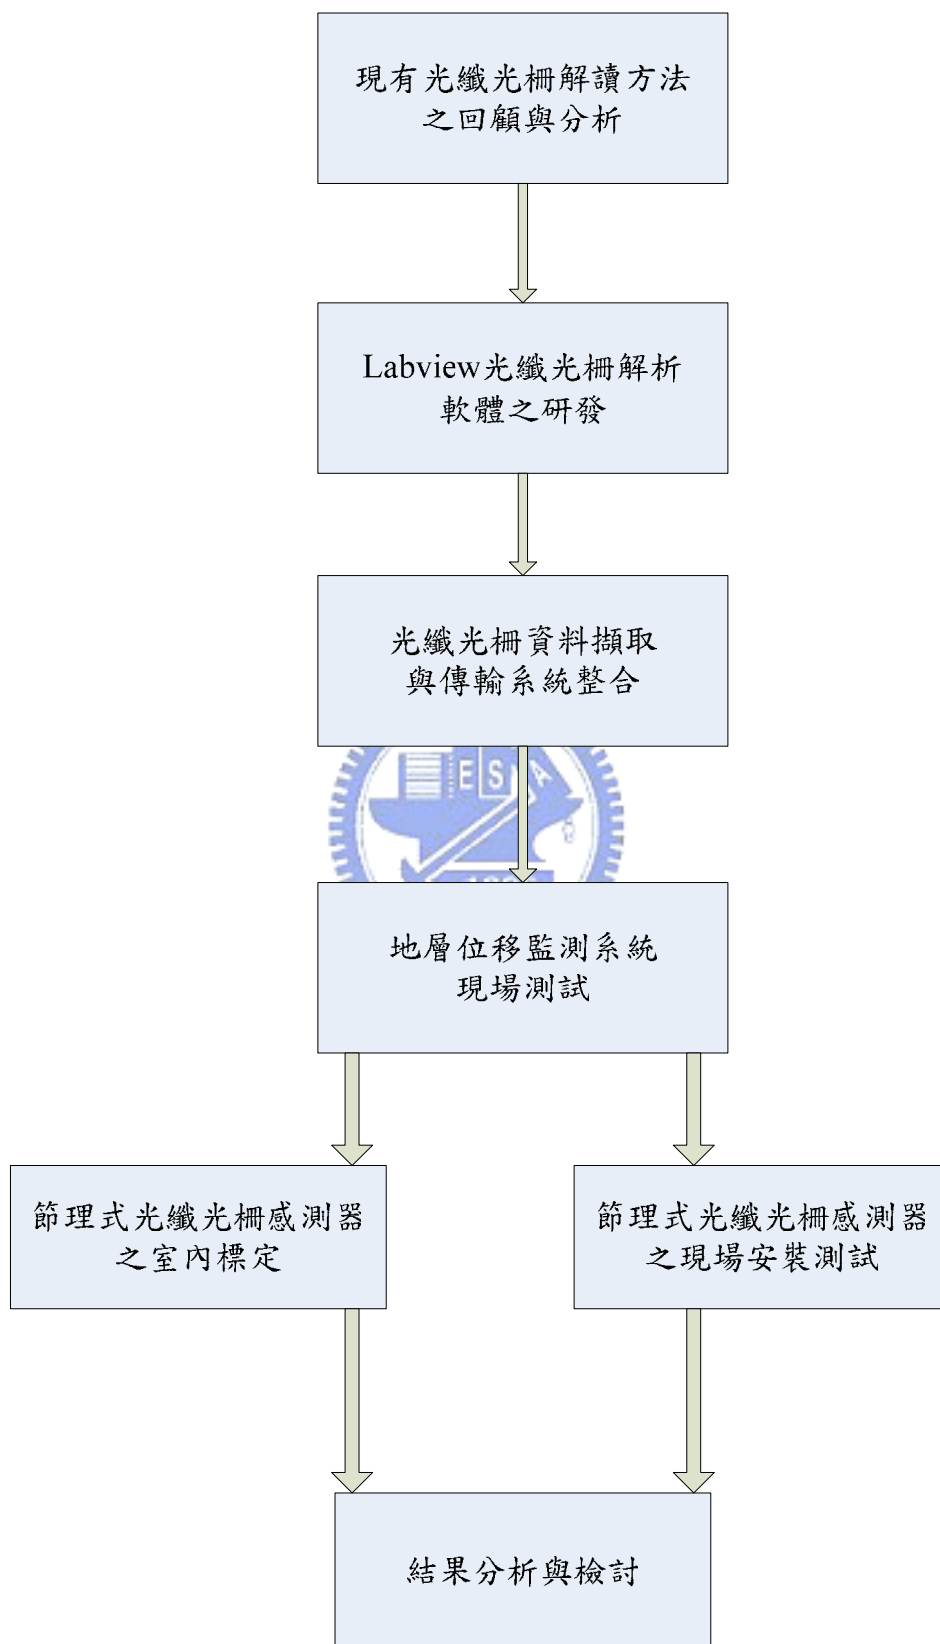 現有光纖光柵解讀方法
之回顧與分析
Labview光纖光柵解析
軟體之研發
光纖光柵資料擷取
與傳輸系統整合
ES A
地層位移監測系統
現場測試
節理式光纖光柵感測器
之室內標定
節理式光纖光柵感測器
之現場安裝測試
結果分析與檢討